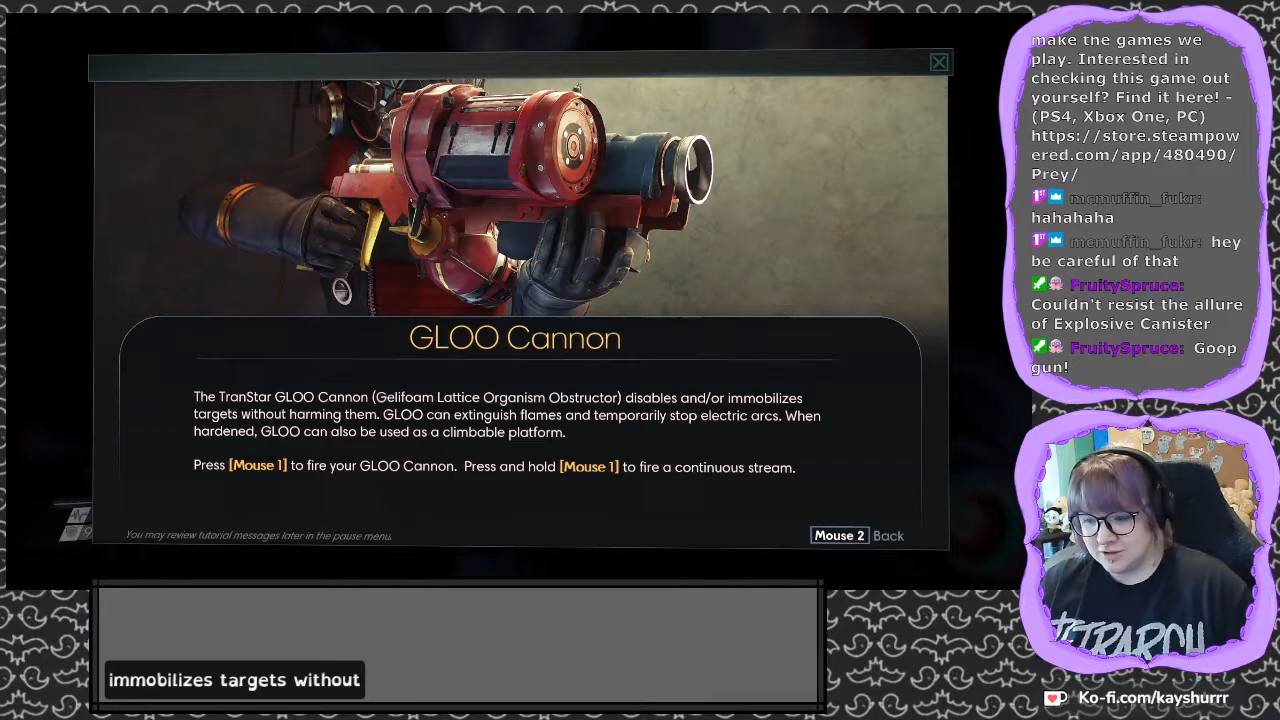 GLOO Cannon
The TranStar GLOO Cannon (Gelifoam Lattice Organism Obstructor) disables and/or immobilizes
targets without harming them. GLOO can extinguish flames and temporarily stop electric arcs. When
hardened, GLOO can also be used as a climbable platform.
Press [Mouse 1] to fire your GLOO Cannon. Press and hold [Mouse 1] to fire a continuous stream.
You may review tutorial messages later in the pause menu.
Mouse 2 Back
immobilizes targets without
make the games we
play. Interested in
checking this game out
yourself? Find it here! -
(PS4, Xbox One, PC)
https://store.steampow
ered.com/app/480490/
Prey/
mcmuffin_fukr:
hahahaha
mcmuffin_fukr: hey
be careful of that
FruitySpruce:
Couldn't resist the allure
of Explosive Canister
FruitySpruce: Goop
gun!
Ko-fi.com/kayshurrr